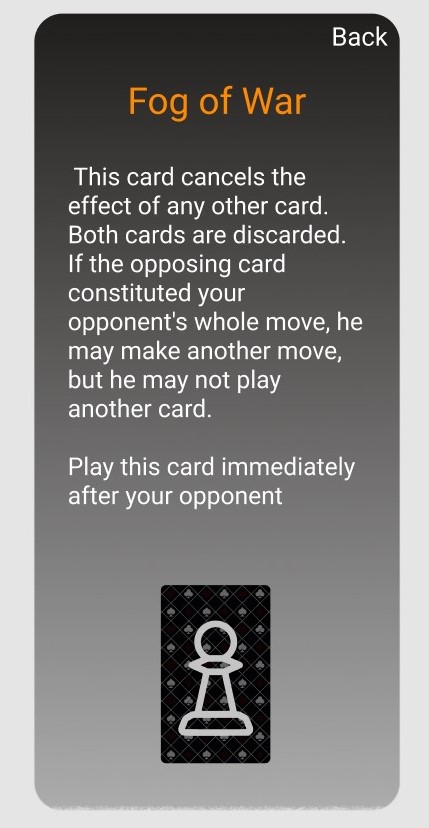 Back
Fog of War
This card cancels the
effect of any other card.
Both cards are discarded.
If the opposing card
constituted your
opponent's whole move, he
may make another move,
but he may not play
another card.
Play this card immediately
after your opponent